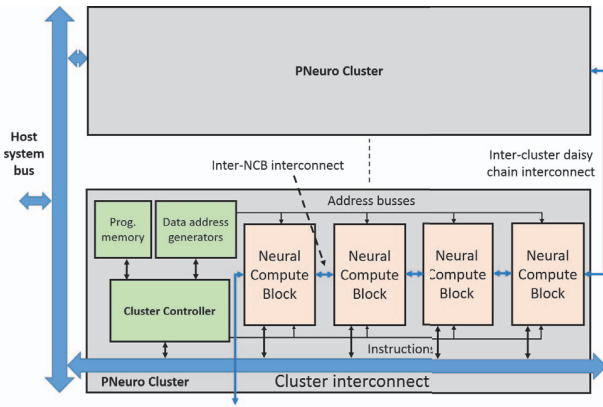 PNeuro Cluster
Host
system
bus
Inter-cluster daisy
chain interconnect
Inter-NCB interconnect
Address busses
Prog.
memory
Data address
generators
Neural
Compute
Block
Neural
Compute
Block
Neural
Compute
Block
Neural
Compute
Block
Cluster Controller
Instructions
PNeuro Cluster
Cluster interconnect